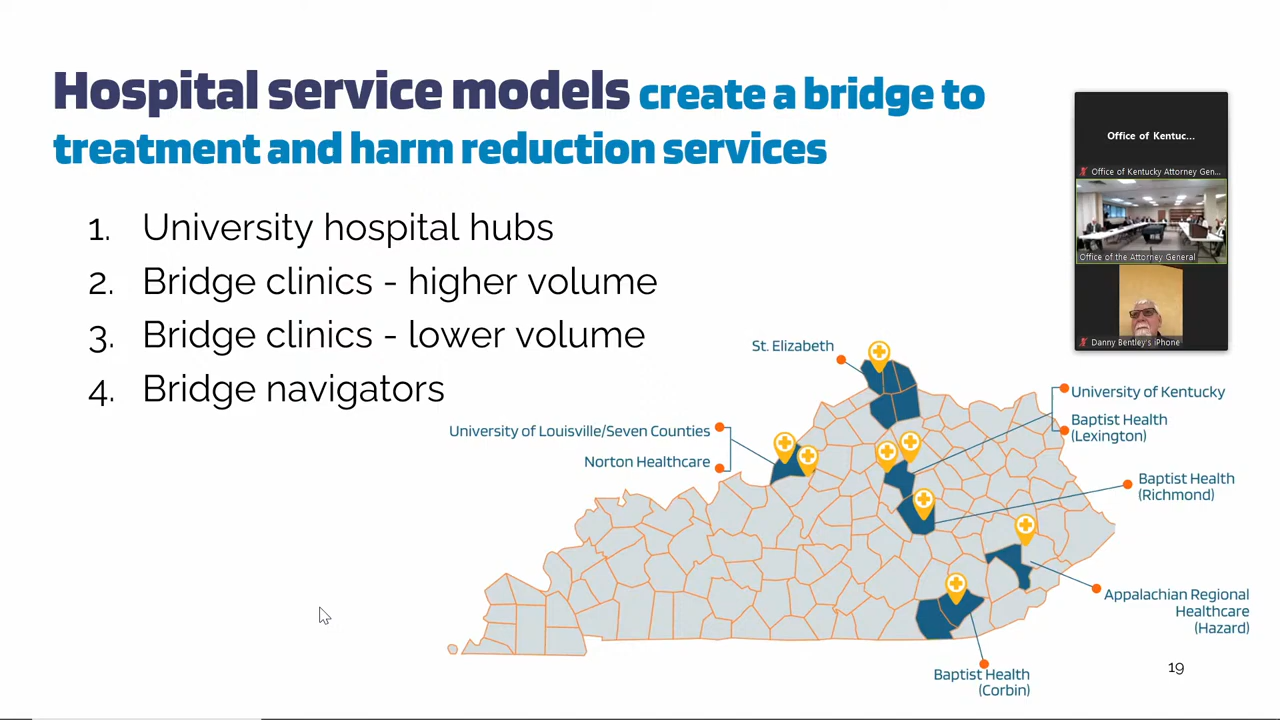 Hospital service models create a bridge to
treatment and harm reduction services
1. University hospital hubs
2. Bridge clinics - higher volume
3. Bridge clinics - lower volume
4. Bridge navigators
Office of Kentuc...
Office of Kentucky Attorney Gen...
Office of the Attorney General
Danny Bentley's iPhone
St. Elizabeth
University of Louisville/Seven Counties
Norton Healthcare
University of Kentucky
Baptist Health
(Lexington)
Baptist Health
(Richmond)
Appalachian Regional
Healthcare
(Hazard)
Baptist Health
(Corbin)
19